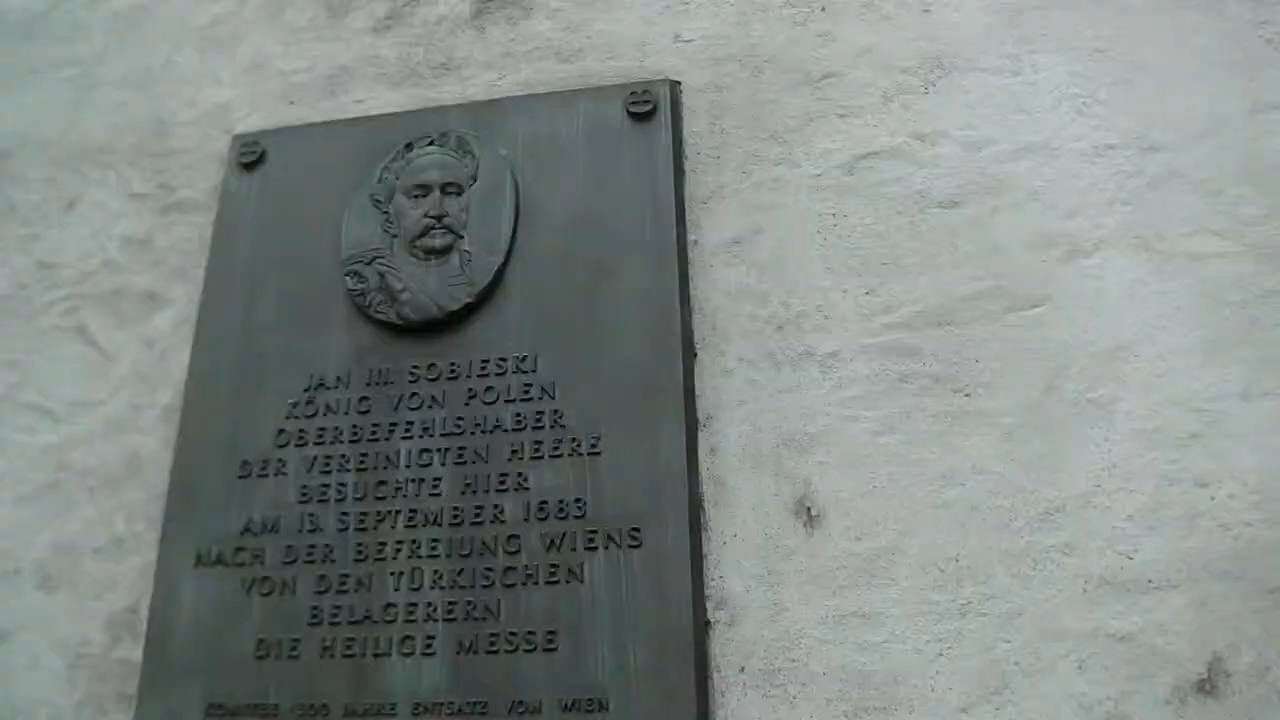 JAN III. SOBIESKI
KÖNIG VON POLEN
OBERBEFEHLSHABER
DER VEREINIGTEN HEERE
BESUCHTE HIER
AM 13. SEPTEMBER 1683
NACH DER BEFREIUNG WIENS
VON DEN TÜRKISCHEN
BELAGERERN
DIE HEILIGE MESSE
KOMITEE 300 JAHRE ENTSATZ VON WIEN